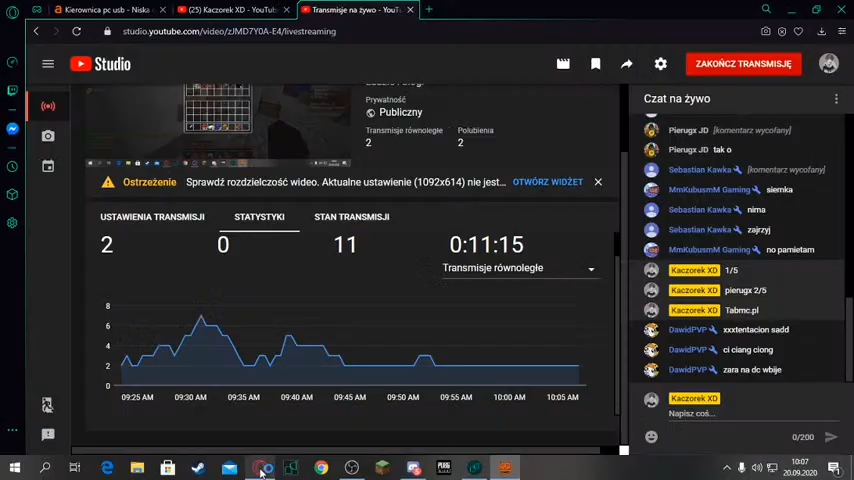 Kierownica pc usb - Niska c
(25) Kaczorek XD - YouTub
Transmisje na żywo - YouTu
studio.youtube.com/video/zJMD7Y0A-E4/livestreaming
Studio
ZAKOŃCZ TRANSMISJĘ
Prywatność
Publiczny
Transmisje równoległe
Polubienia
2
2
Ostrzeżenie
Sprawdź rozdzielczość wideo. Aktualne ustawienie (1092x614) nie jest...
OTWÓRZ WIDŻET
USTAWIENIA TRANSMISJI
STATYSTYKI
STAN TRANSMISJI
2
0
11
0:11:15
Transmisje równoległe
8
6
4
2
0
09:25 AM
09:30 AM
09:35 AM
09:40 AM
09:45 AM
09:50 AM
09:55 AM
10:00 AM
10:05 AM
Czat na żywo
Pierugx JD [komentarz wycofany]
Pierugx JD tak o
Sebastian Kawka [komentarz wycofany]
MmKubusmM Gaming siemka
Sebastian Kawka nima
Sebastian Kawka zajrzyj
MmKubusmM Gaming no pamietam
Kaczorek XD 1/5
Kaczorek XD pierugx 2/5
Kaczorek XD Tabmc.pl
DawidPVP xxxtentacion sadd
DawidPVP ci ciang ciong
DawidPVP zara na dc wbije
Kaczorek XD
Napisz coś...
0/200
PUBG
10:07
20.09.2020